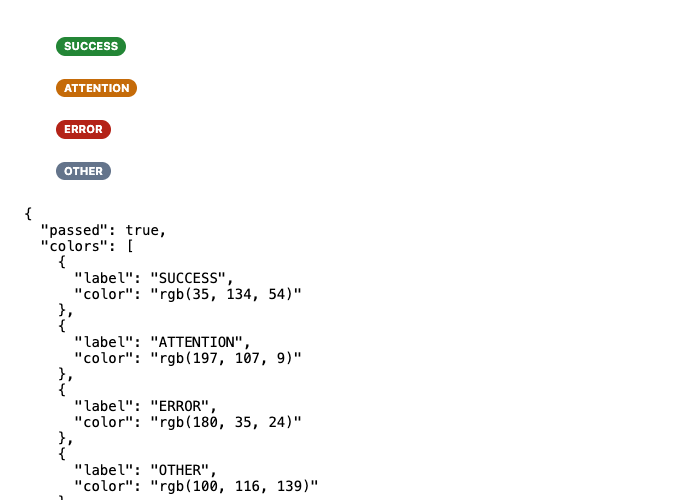 SUCCESS
ATTENTION
ERROR
OTHER
{
  "passed": true,
  "colors": [
    {
      "label": "SUCCESS",
      "color": "rgb(35, 134, 54)"
    },
    {
      "label": "ATTENTION",
      "color": "rgb(197, 107, 9)"
    },
    {
      "label": "ERROR",
      "color": "rgb(180, 35, 24)"
    },
    {
      "label": "OTHER",
      "color": "rgb(100, 116, 139)"
    }